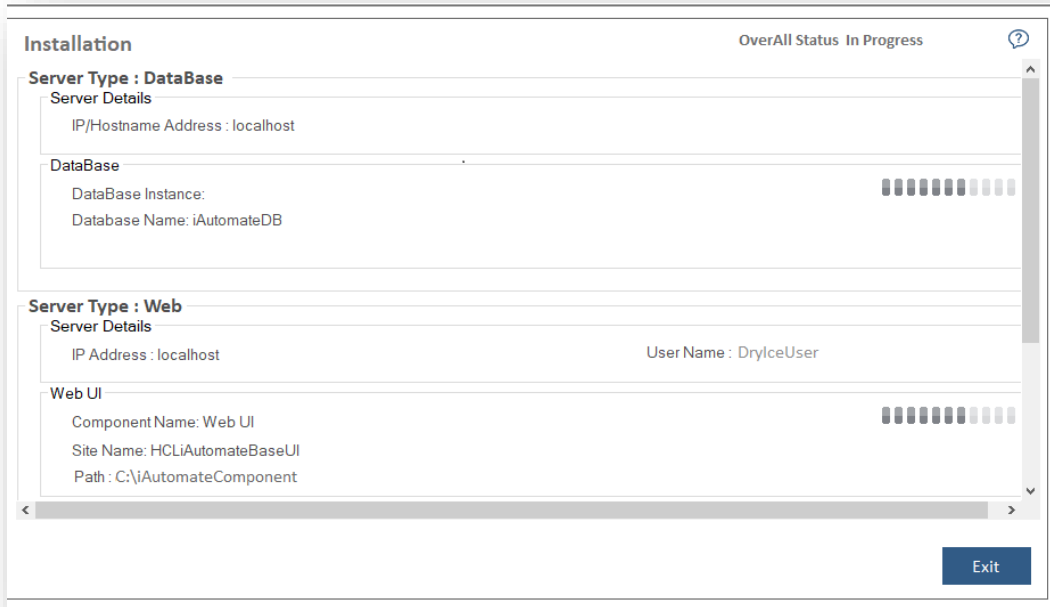 Installation
OverAll Status In Progress
?
Server Type : DataBase
Server Details
IP/Hostname Address : localhost
DataBase
DataBase Instance:
Database Name: iAutomateDB
Server Type : Web
Server Details
IP Address : localhost
User Name : DryIceUser
Web UI
Component Name: Web UI
Site Name: HCLiAutomateBaseUI
Path : C:\iAutomateComponent
Exit